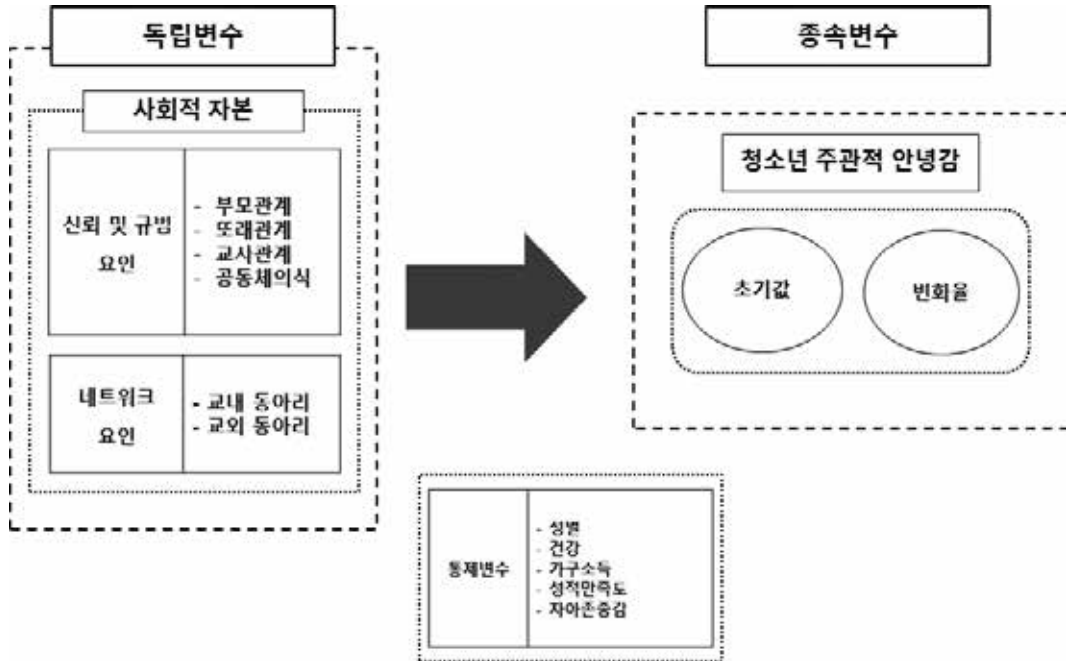 독립변수
사회적 자본
신뢰 및 규범
요인
- 부모관계
- 또래관계
- 교사관계
- 공동체의식
네트워크
요인
- 교내 동아리
- 교외 동아리
종속변수
청소년 주관적 안녕감
초기값
변화율
통제변수
- 성별
- 건강
- 가구소득
- 성적만족도
- 자아존중감